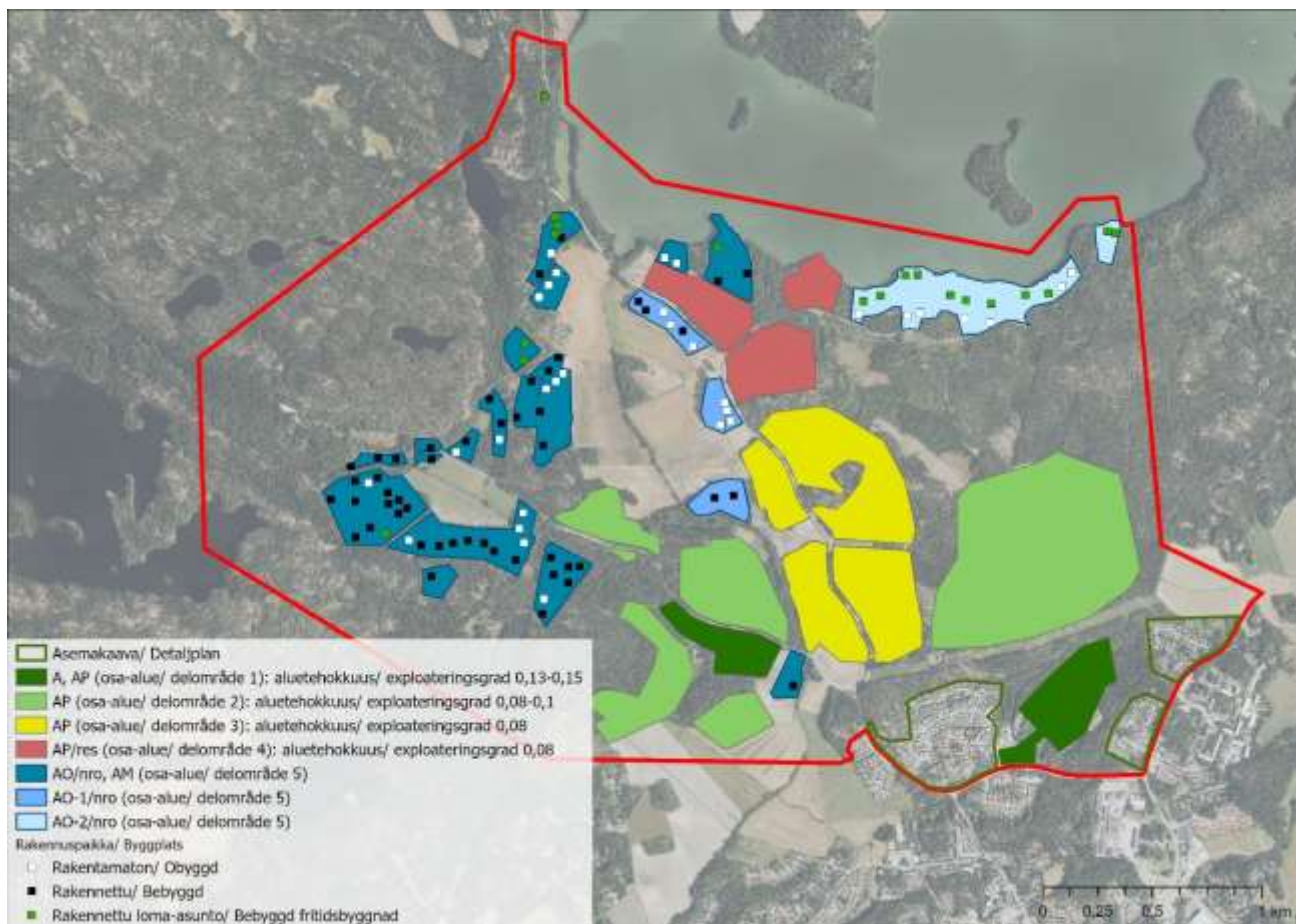 Asemakaava/ Detaljplan
A, AP (osa-alue/ delområde 1): aluetehokkuus/ exploateringsgrad 0,13-0,15
AP (osa-alue/ delområde 2): aluetehokkuus/ exploateringsgrad 0,08-0,1
AP (osa-alue/ delområde 3): aluetehokkuus/ exploateringsgrad 0,08
AP/res (osa-alue/ delområde 4): aluetehokkuus/ exploateringsgrad 0,08
AO/nro, AM (osa-alue/ delområde 5)
AO-1/nro (osa-alue/ delområde 5)
AO-2/nro (osa-alue/ delområde 5)
Rakennuspaikka/ Byggplats
Rakentamaton/ Obyggd
Rakennettu/ Bebyggd
Rakennettu loma-asunto/ Bebyggd fritidsbyggnad
0 0,25 0,5 1 km